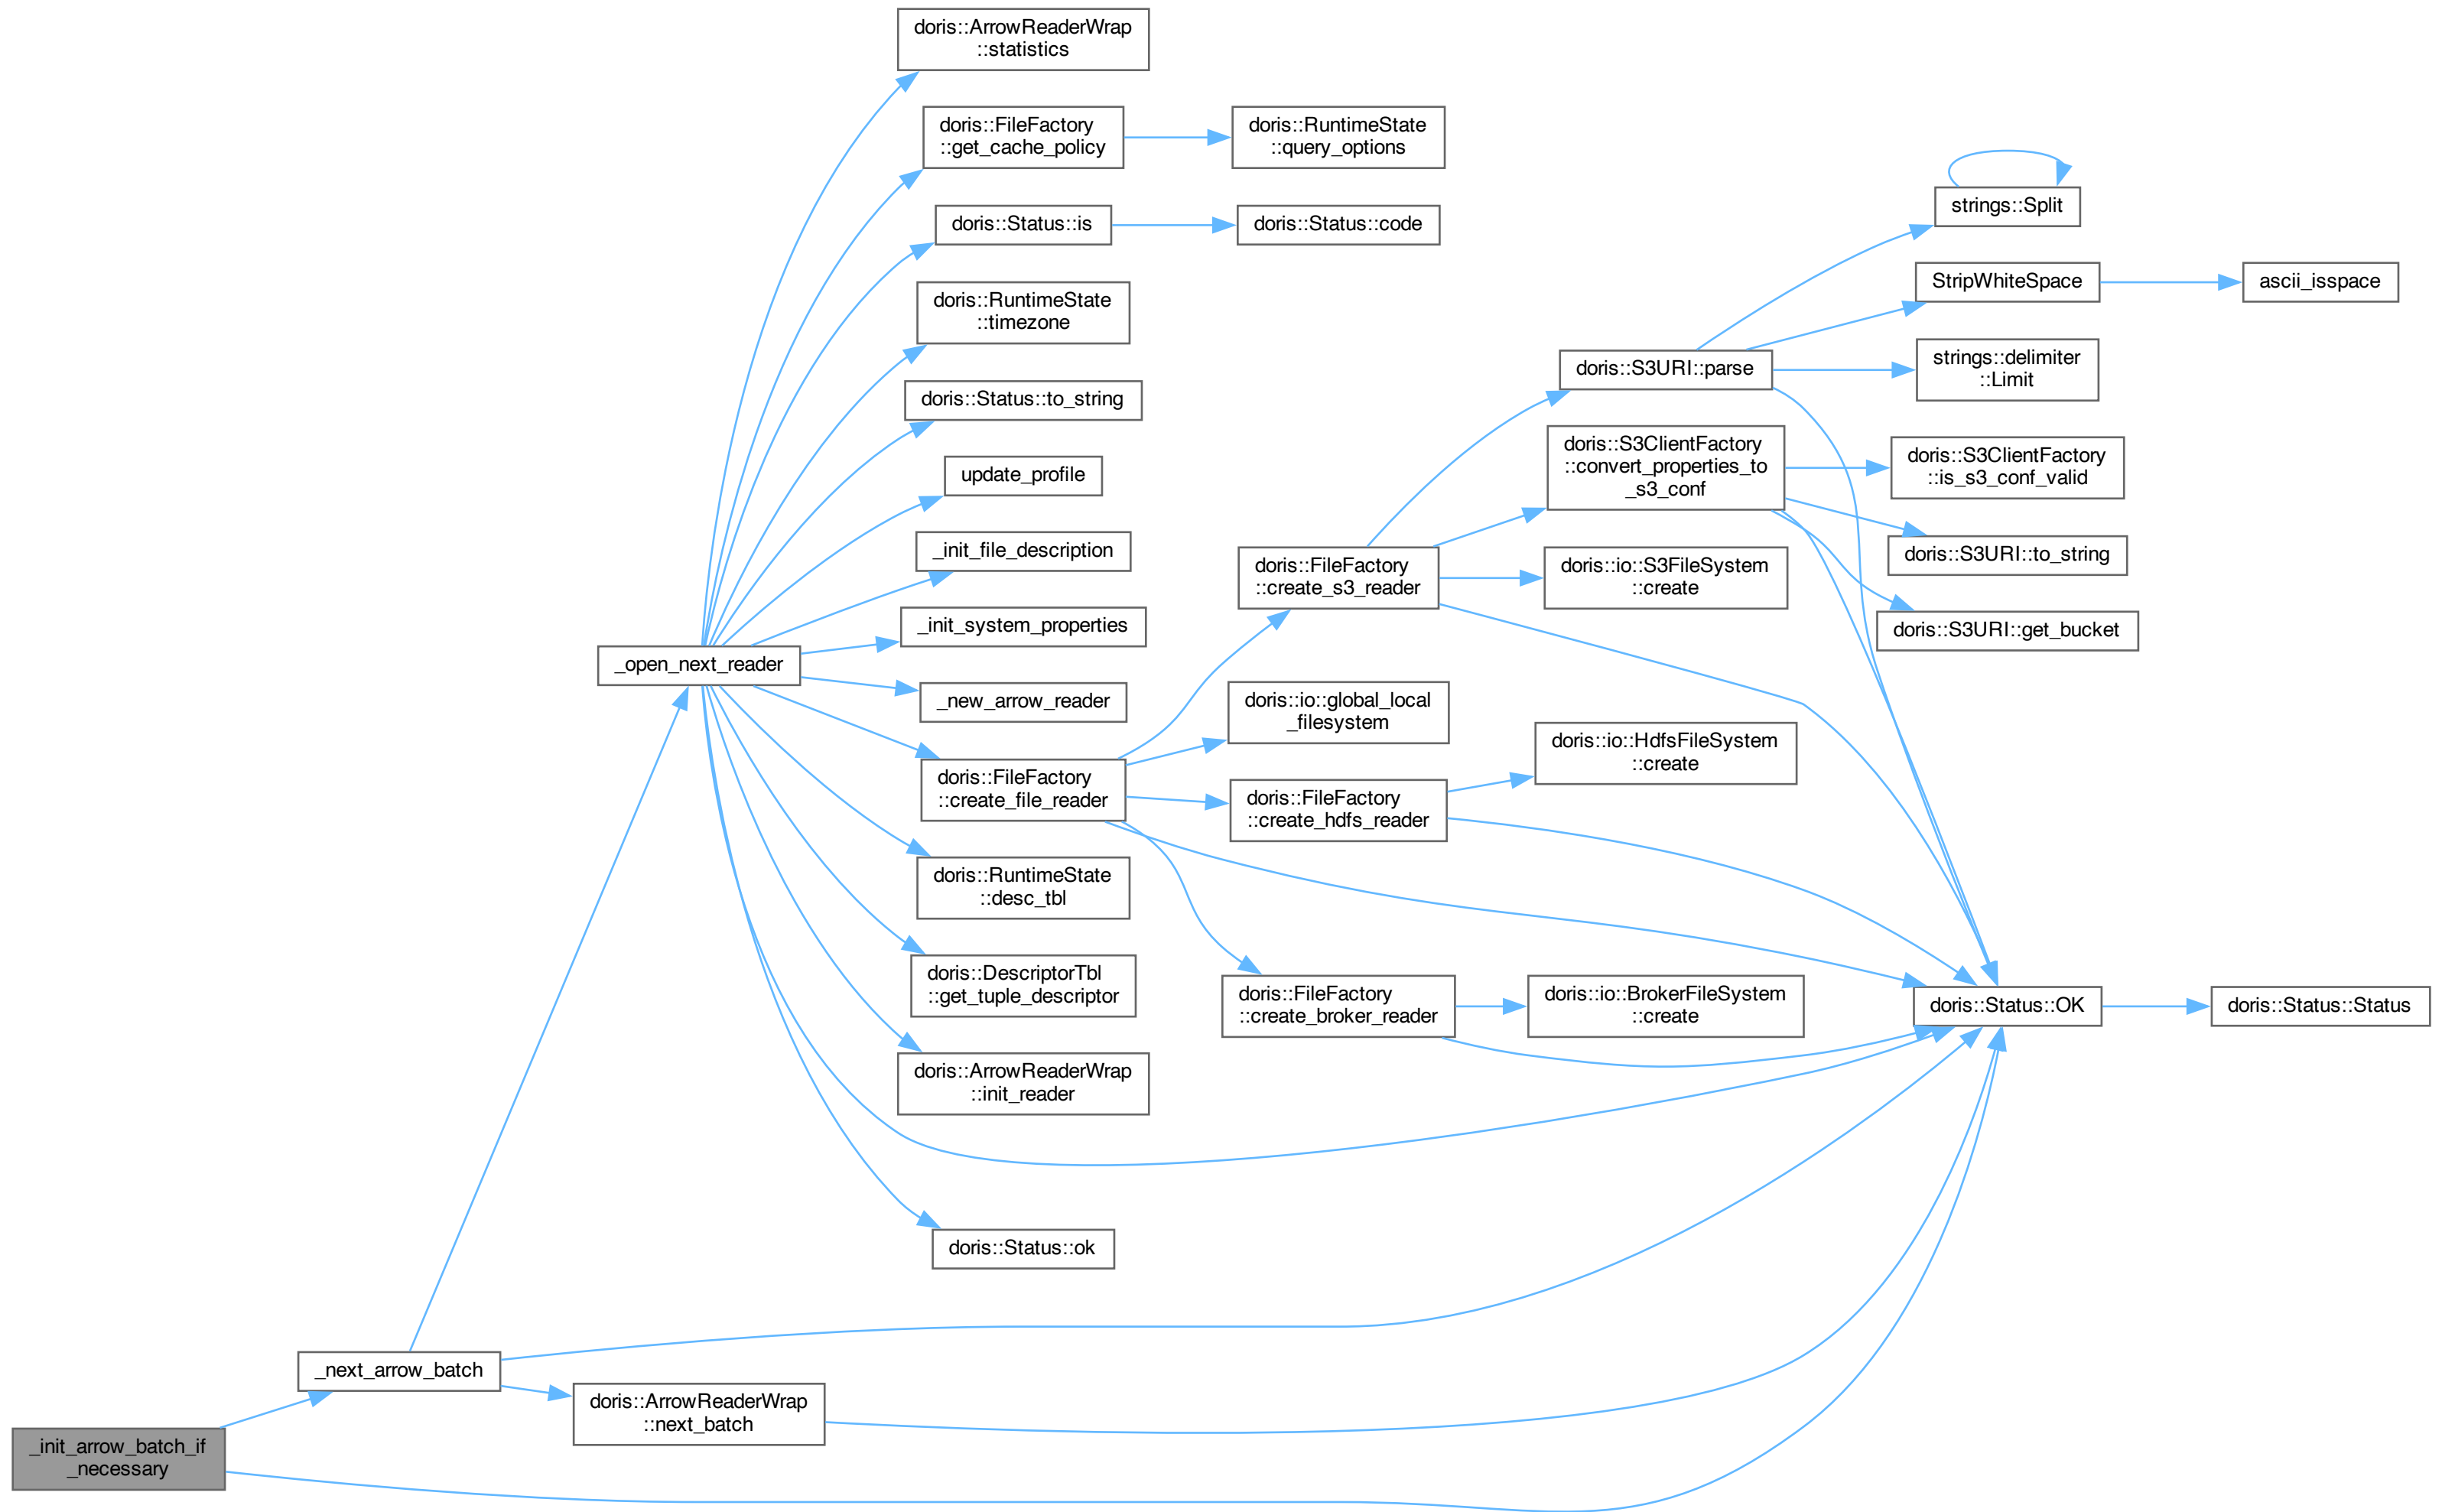 doris::ArrowReaderWrap
::statistics
doris::FileFactory
::get_cache_policy
doris::RuntimeState
::query_options
doris::Status::is
doris::Status::code
doris::RuntimeState
::timezone
doris::Status::to_string
update_profile
_init_file_description
_init_system_properties
_open_next_reader
_new_arrow_reader
doris::FileFactory
::create_file_reader
doris::RuntimeState
::desc_tbl
doris::DescriptorTbl
::get_tuple_descriptor
doris::ArrowReaderWrap
::init_reader
doris::Status::ok
strings::Split
StripWhiteSpace
ascii_isspace
doris::S3URI::parse
strings::delimiter
::Limit
doris::S3ClientFactory
::convert_properties_to
_s3_conf
doris::S3ClientFactory
::is_s3_conf_valid
doris::S3URI::to_string
doris::S3URI::get_bucket
doris::FileFactory
::create_s3_reader
doris::io::S3FileSystem
::create
doris::io::global_local
_filesystem
doris::io::HdfsFileSystem
::create
doris::FileFactory
::create_hdfs_reader
doris::FileFactory
::create_broker_reader
doris::io::BrokerFileSystem
::create
doris::Status::OK
doris::Status::Status
_next_arrow_batch
doris::ArrowReaderWrap
::next_batch
_init_arrow_batch_if
_necessary